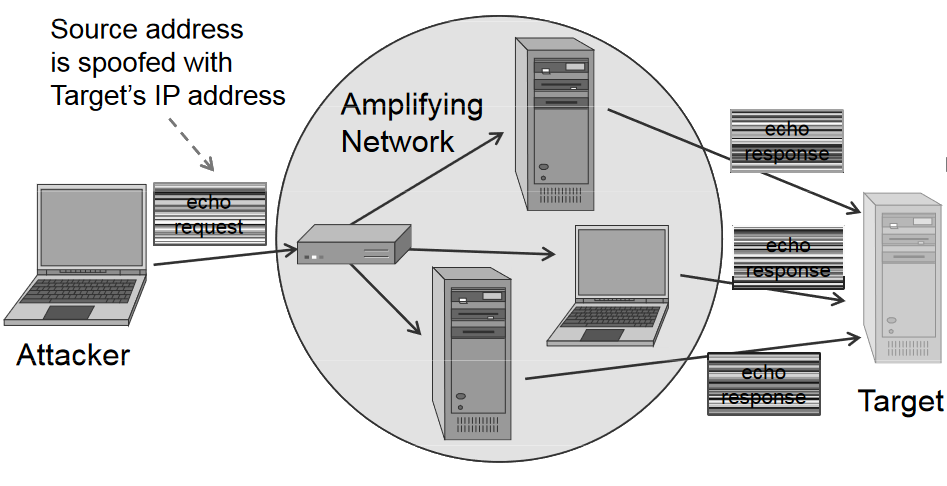 Source address
is spoofed with
Target's IP address
Amplifying
Network
echo
request
echo
response
echo
response
echo
response
Attacker
Target